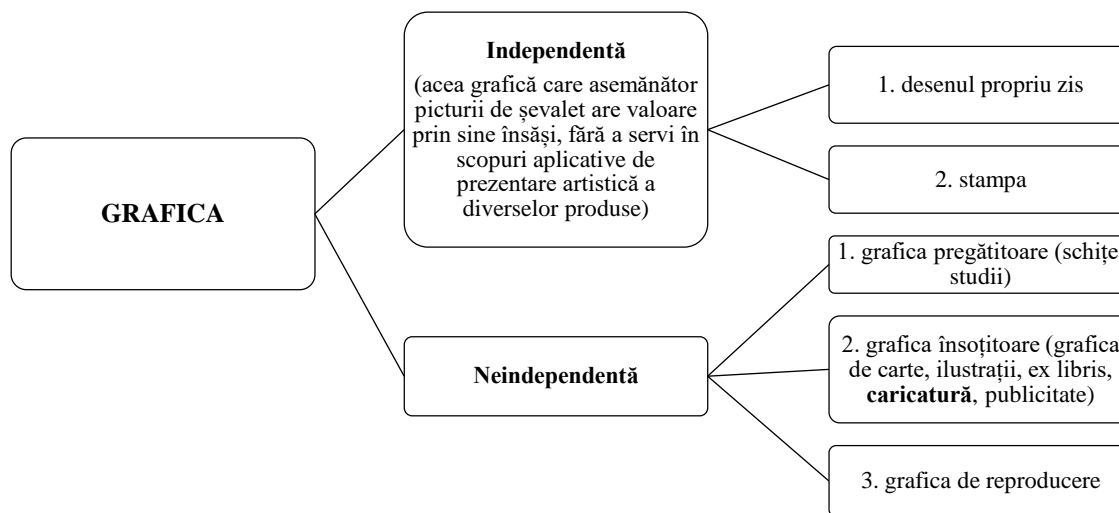 GRAFICA
Independentă
(acea grafică care asemănător
picturii de șevalet are valoare
prin sine însăși, fără a servi în
scopuri aplicative de
prezentare artistică a
diverselor produse)
1. desenul propriu zis
2. stampa
Neindependentă
1. grafica pregătitoare (schițe
studii)
2. grafica însoțitoare (grafica
de carte, ilustrații, ex libris,
caricatură, publicitate)
3. grafica de reproducere